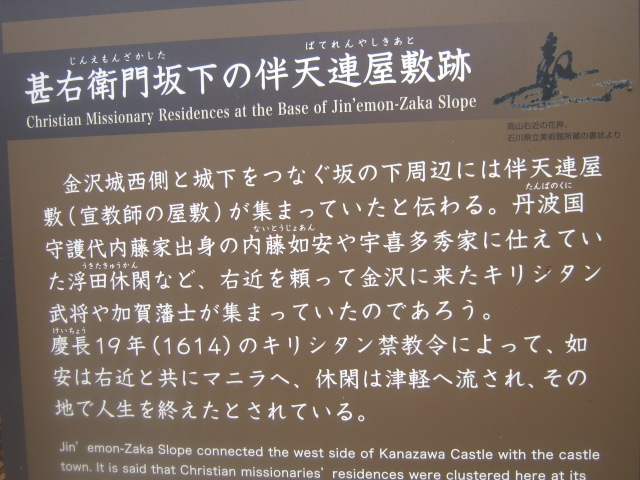 じんえもんざかした ばてれんやしきあと
甚右衛門坂下の伴天連屋敷跡
Christian Missionary Residences at the Base of Jin'emon-Zaka Slope
高山右近の花押。
石川県立美術館所蔵の書状より
金沢城西側と城下をつなぐ坂の下周辺には伴天連屋
敷(宣教師の屋敷)が集まっていたと伝わる。丹波国
たんばのくに
守護代内藤家出身の内藤如安や宇喜多秀家に仕えてい
ないとうじょあん
た浮田休閑など、右近を頼って金沢に来たキリシタン
うきたきゅうかん
武将や加賀藩士が集まっていたのであろう。
慶長19年(1614)のキリシタン禁教令によって、如
けいちょう
安は右近と共にマニラへ、休閑は津軽へ流され、その
地で人生を終えたとされている。
Jin' emon-Zaka Slope connected the west side of Kanazawa Castle with the castle
town. It is said that Christian missionaries' residences were clustered here at its